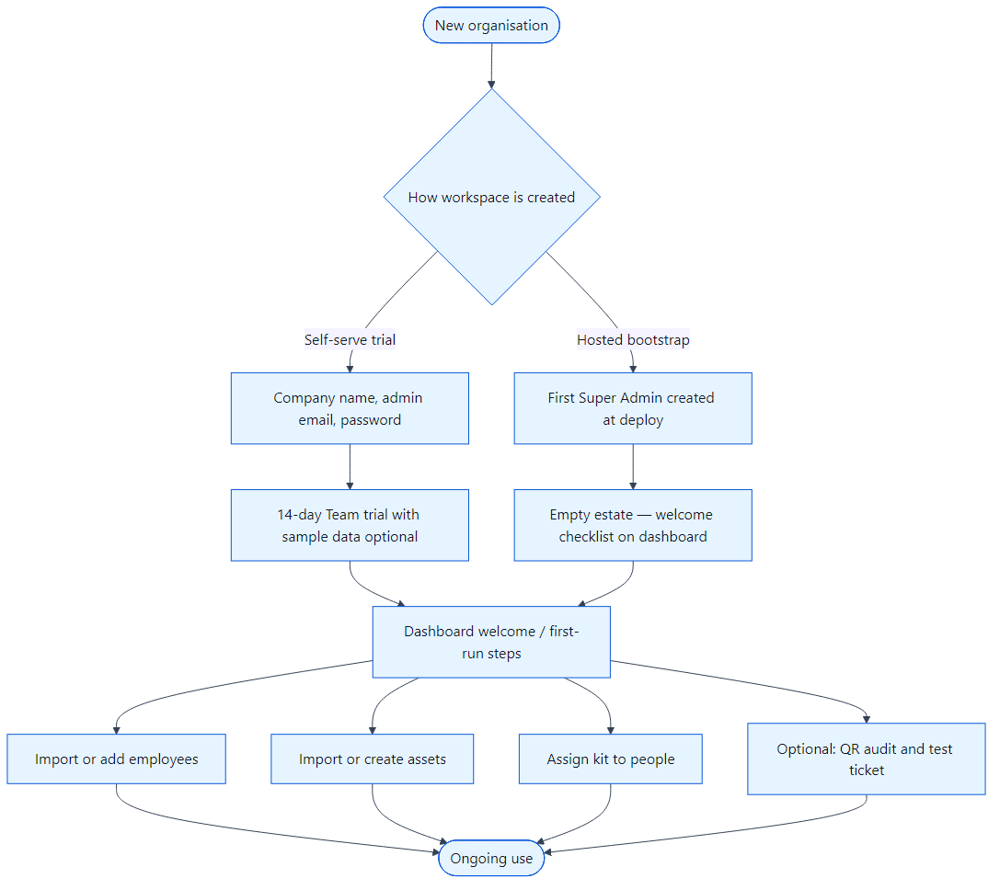 New organisation
How workspace is created
Self-serve trial
Hosted bootstrap
Company name, admin
email, password
First Super Admin created
at deploy
14-day Team trial with
sample data optional
Empty estate — welcome
checklist on dashboard
Dashboard welcome / first-
run steps
Import or add employees
Import or create assets
Assign kit to people
Optional: QR audit and test
ticket
Ongoing use